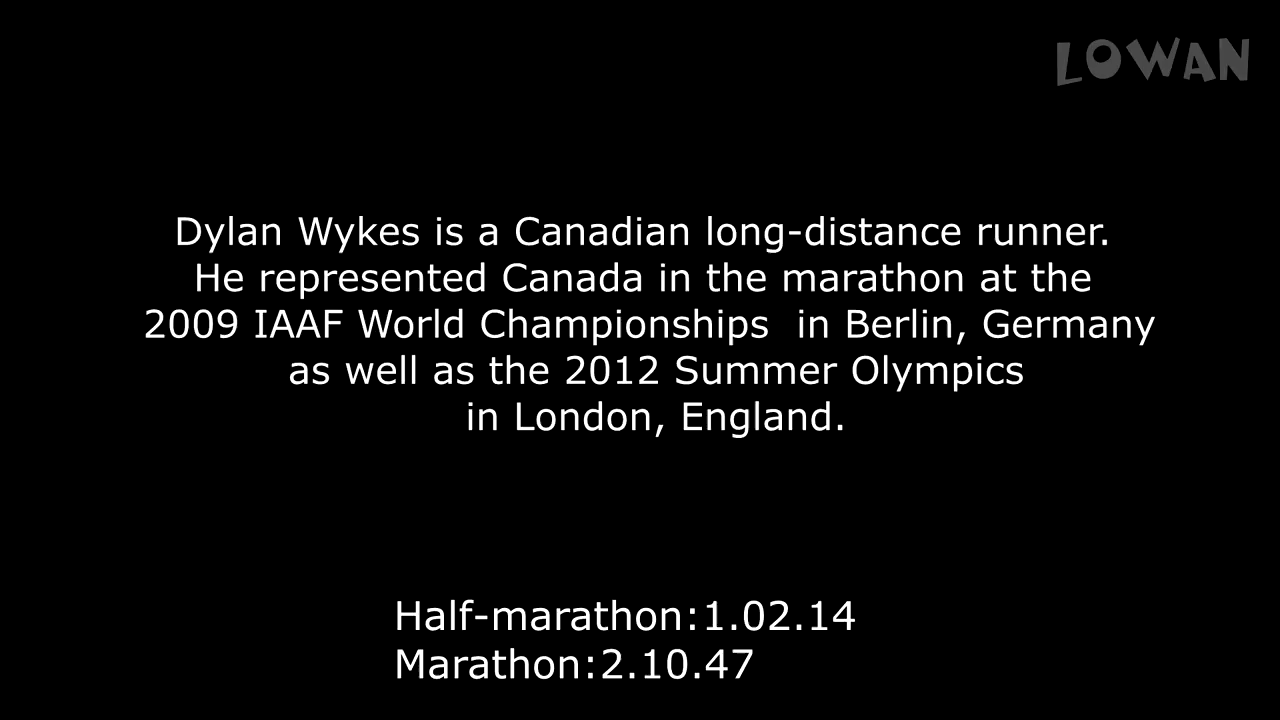 LOWAN
Dylan Wykes is a Canadian long-distance runner.
He represented Canada in the marathon at the
2009 IAAF World Championships  in Berlin, Germany
as well as the 2012 Summer Olympics
in London, England.
Half-marathon:1.02.14
Marathon:2.10.47